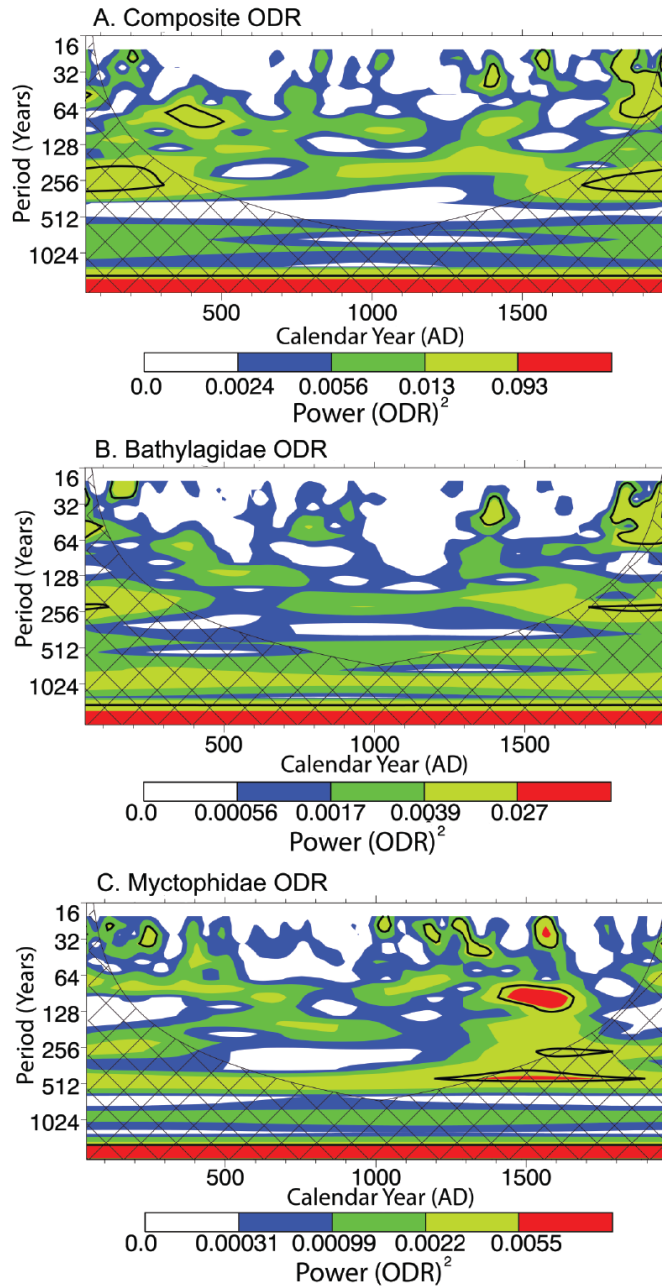 A. Composite ODR
16
32
64
128
256
512
1024
Period (Years)
500 1000 1500
Calendar Year (AD)
0.0 0.0024 0.0056 0.013 0.093
Power (ODR)²
B. Bathylagidae ODR
16
32
64
128
256
512
1024
Period (Years)
500 1000 1500
Calendar Year (AD)
0.0 0.00056 0.0017 0.0039 0.027
Power (ODR)²
C. Myctophidae ODR
16
32
64
128
256
512
1024
Period (Years)
500 1000 1500
Calendar Year (AD)
0.0 0.00031 0.00099 0.0022 0.0055
Power (ODR)²